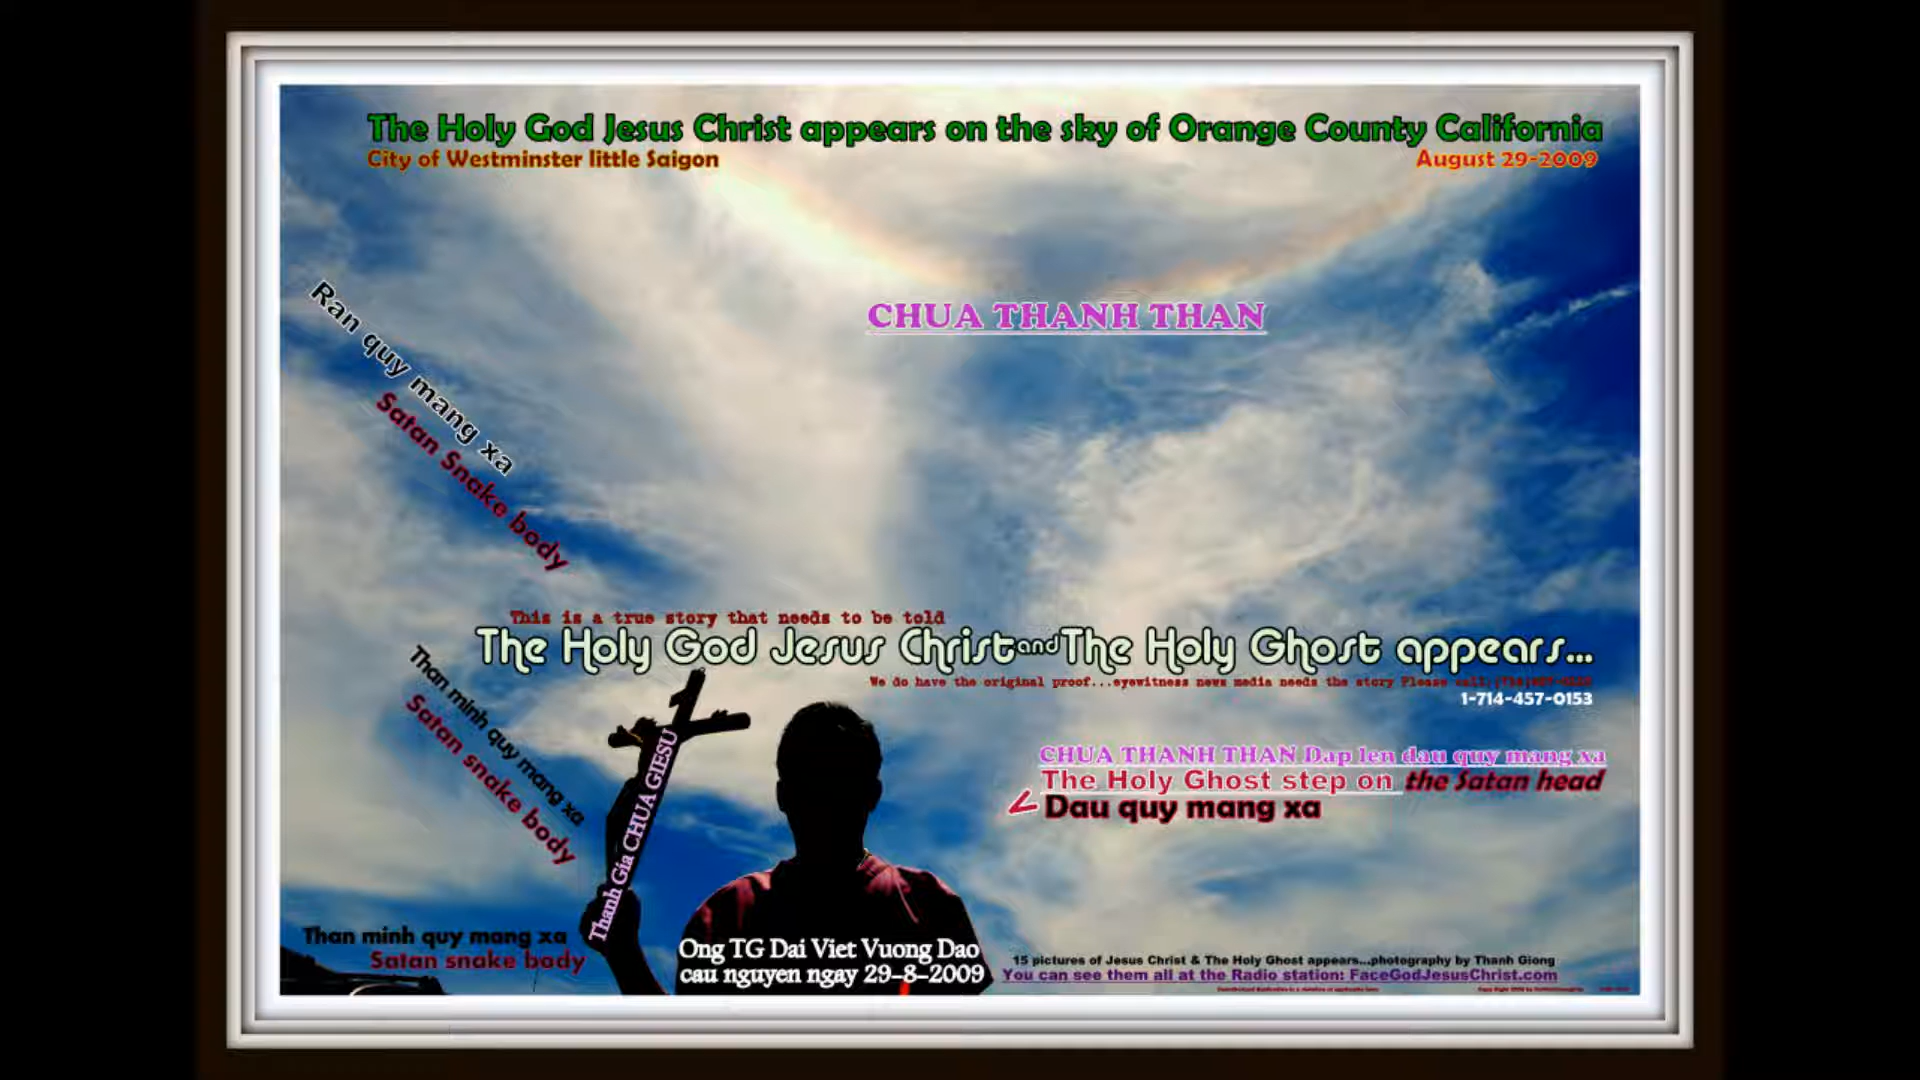 The Holy God Jesus Christ appears on the sky of Orange County California
City of Westminster little Saigon
August 29-2009
CHUA THANH THAN
Ran quy mang xa
Satan Snake body
This is a true story that needs to be told
The Holy God Jesus Christ and The Holy Ghost appears...
We do have the original proof...eyewitness news media needs the story Please call:
1-714-457-0153
Than minh quy mang xa
Satan snake body
Thanh Gia CHUA GIESU
CHUA THANH THAN Dap len dau quy mang xa
The Holy Ghost step on the Satan head
< Dau quy mang xa
Than minh quy mang xa
Satan snake body
Ong TG Dai Viet Vuong Dao
cau nguyen ngay 29-8-2009
15 pictures of Jesus Christ & The Holy Ghost appears...photography by Thanh Giong
You can see them all at the Radio station: FaceGodJesusChrist.com